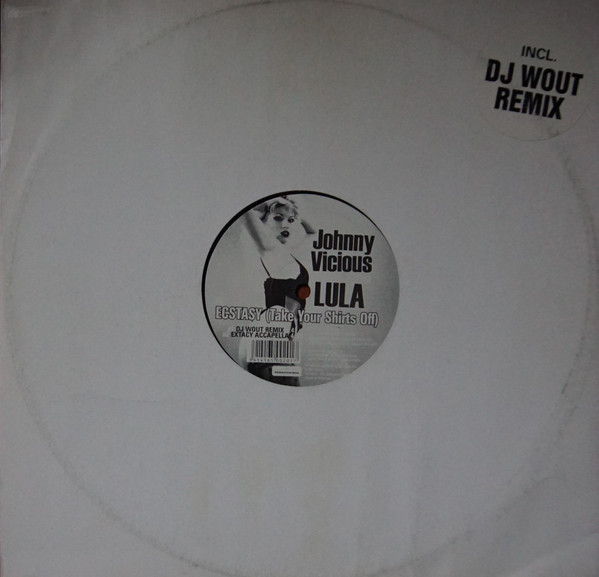 INCL.
DJ WOUT
REMIX
Johnny
Vicious
LULA
ECSTASY (Take Your Shirts Off)
DJ WOUT REMIX
EXTACY ACCAPELLA